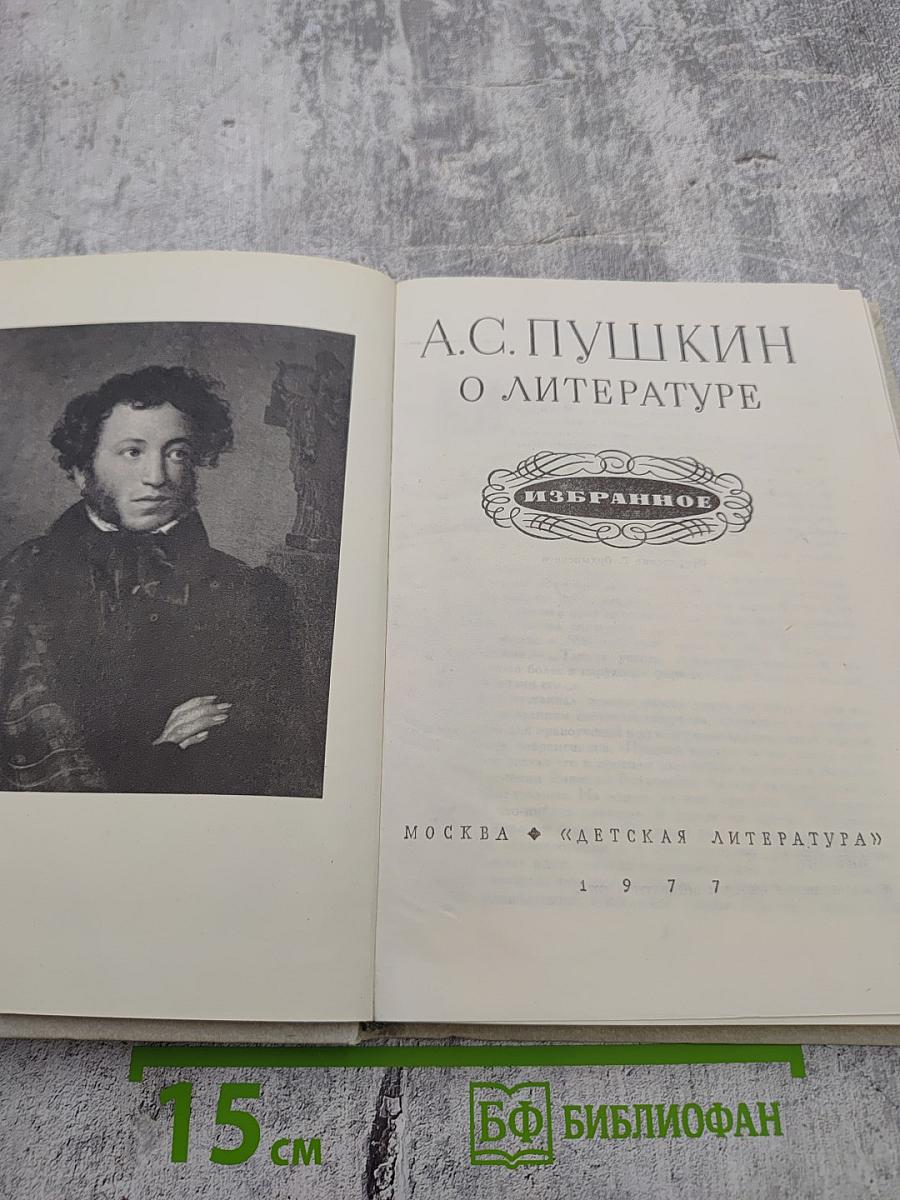 А.С. ПУШКИН
О ЛИТЕРАТУРЕ
ИЗБРАННОЕ
МОСКВА ◆ «ДЕТСКАЯ ЛИТЕРАТУРА»
1977
15 см
БФ БИБЛИОФАН